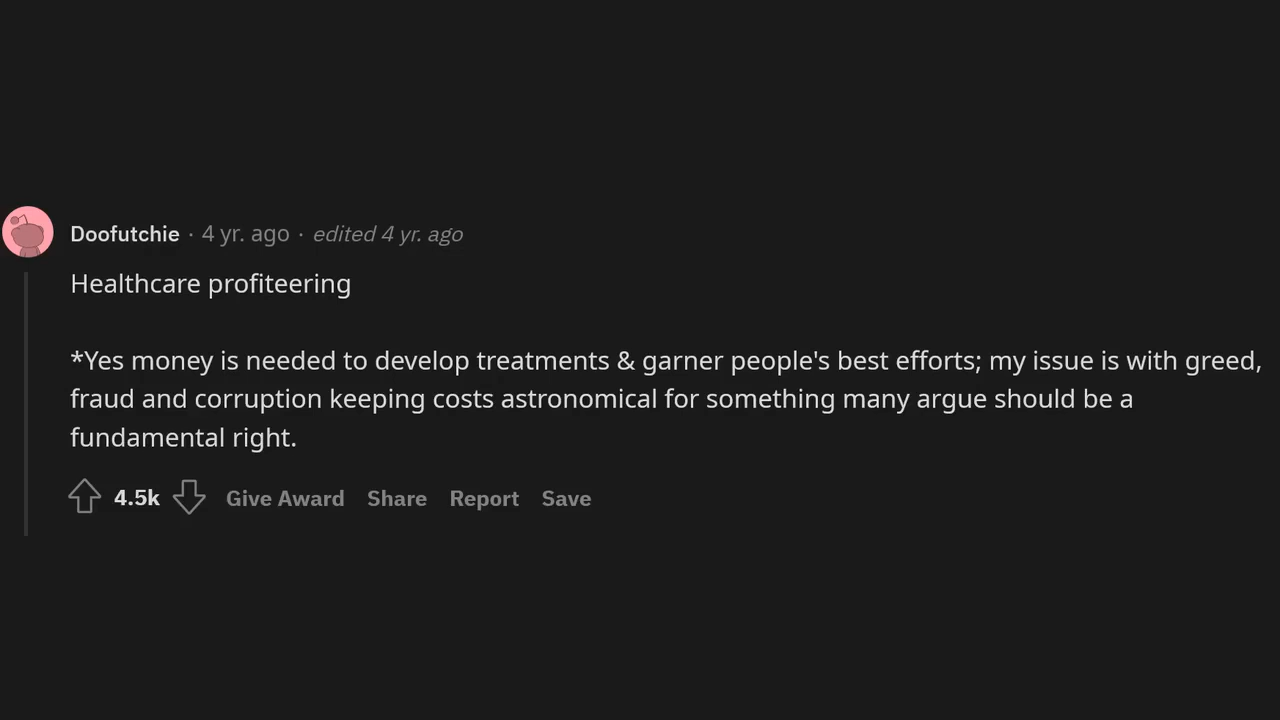 Doofutchie · 4 yr. ago · edited 4 yr. ago
Healthcare profiteering
*Yes money is needed to develop treatments & garner people's best efforts; my issue is with greed,
fraud and corruption keeping costs astronomical for something many argue should be a
fundamental right.
4.5k Give Award Share Report Save